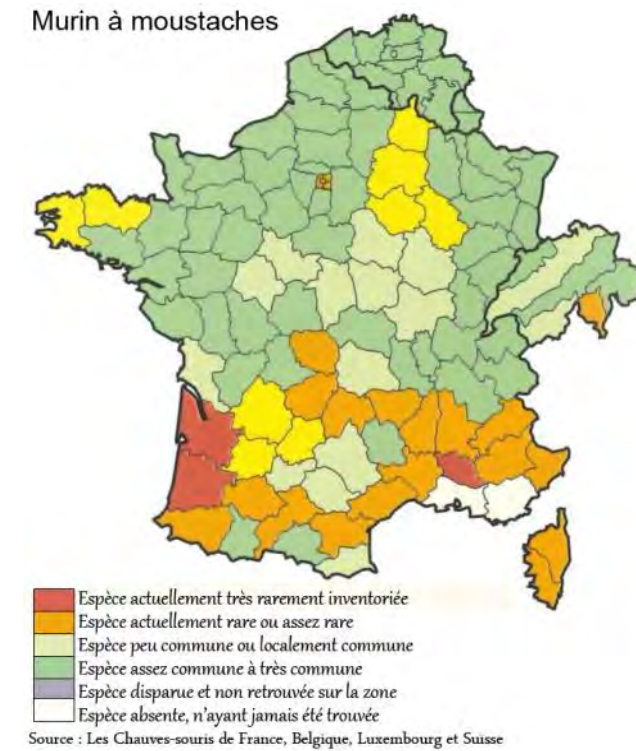 Murin à moustaches
Espèce actuellement très rarement inventoriée
Espèce actuellement rare ou assez rare
Espèce peu commune ou localement commune
Espèce assez commune à très commune
Espèce disparue et non retrouvée sur la zone
Espèce absente, n'ayant jamais été trouvée
Source : Les Chauves-souris de France, Belgique, Luxembourg et Suisse